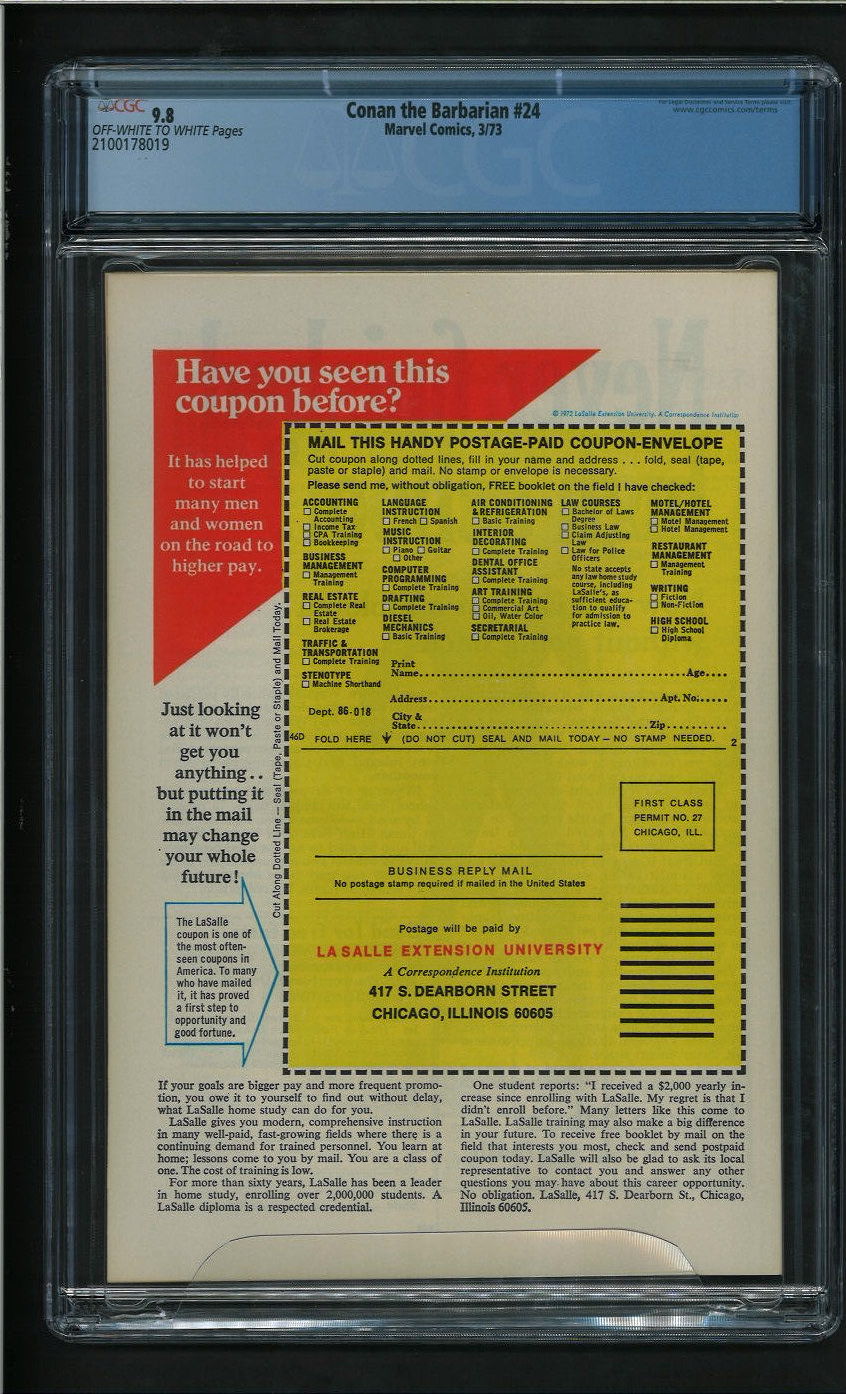 CGC 9.8
OFF-WHITE TO WHITE Pages
2100178019
Conan the Barbarian #24
Marvel Comics, 3/73
For Legal Disclaimer and Service Terms please visit
www.cgccomics.com/terms
CGC
Have you seen this
coupon before?
© 1972 LaSalle Extension University. A Correspondence Institution
It has helped
to start
many men
and women
on the road to
higher pay.
Just looking
at it won't
get you
anything..
but putting it
in the mail
may change
your whole
future!
The LaSalle
coupon is one of
the most often-
seen coupons in
America. To many
who have mailed
it, it has proved
a first step to
opportunity and
good fortune.
Cut Along Dotted Line — Seal (Tape, Paste or Staple) and Mail Today.
MAIL THIS HANDY POSTAGE-PAID COUPON-ENVELOPE
Cut coupon along dotted lines, fill in your name and address . . . fold, seal (tape,
paste or staple) and mail. No stamp or envelope is necessary.
Please send me, without obligation, FREE booklet on the field I have checked:
ACCOUNTING
Complete
Accounting
Income Tax
CPA Training
Bookkeeping
BUSINESS
MANAGEMENT
Management
Training
REAL ESTATE
Complete Real
Estate
Real Estate
Brokerage
TRAFFIC &
TRANSPORTATION
Complete Training
STENOTYPE
Machine Shorthand
LANGUAGE
INSTRUCTION
French Spanish
MUSIC
INSTRUCTION
Piano Guitar
Other
COMPUTER
PROGRAMMING
Complete Training
DRAFTING
Complete Training
DIESEL
MECHANICS
Basic Training
AIR CONDITIONING
& REFRIGERATION
Basic Training
INTERIOR
DECORATING
Complete Training
DENTAL OFFICE
ASSISTANT
Complete Training
ART TRAINING
Complete Training
Commercial Art
Oil, Water Color
SECRETARIAL
Complete Training
LAW COURSES
Bachelor of Laws
Degree
Business Law
Claim Adjusting
Law
Law for Police
Officers
No state accepts
any law home study
course, including
LaSalle's, as
sufficient educa-
tion to qualify
for admission to
practice law.
MOTEL/HOTEL
MANAGEMENT
Motel Management
Hotel Management
RESTAURANT
MANAGEMENT
Management
Training
WRITING
Fiction
Non-Fiction
HIGH SCHOOL
High School
Diploma
Print
Name Age
Address Apt. No.
Dept. 86-018
City &
State Zip
46D FOLD HERE (DO NOT CUT) SEAL AND MAIL TODAY — NO STAMP NEEDED. 2
FIRST CLASS
PERMIT NO. 27
CHICAGO, ILL.
BUSINESS REPLY MAIL
No postage stamp required if mailed in the United States
Postage will be paid by
LA SALLE EXTENSION UNIVERSITY
A Correspondence Institution
417 S. DEARBORN STREET
CHICAGO, ILLINOIS 60605
If your goals are bigger pay and more frequent promo-
tion, you owe it to yourself to find out without delay,
what LaSalle home study can do for you.
LaSalle gives you modern, comprehensive instruction
in many well-paid, fast-growing fields where there is a
continuing demand for trained personnel. You learn at
home; lessons come to you by mail. You are a class of
one. The cost of training is low.
For more than sixty years, LaSalle has been a leader
in home study, enrolling over 2,000,000 students. A
LaSalle diploma is a respected credential.
One student reports: "I received a $2,000 yearly in-
crease since enrolling with LaSalle. My regret is that I
didn't enroll before." Many letters like this come to
LaSalle. LaSalle training may also make a big difference
in your future. To receive free booklet by mail on the
field that interests you most, check and send postpaid
coupon today. LaSalle will also be glad to ask its local
representative to contact you and answer any other
questions you may have about this career opportunity.
No obligation. LaSalle, 417 S. Dearborn St., Chicago,
Illinois 60605.